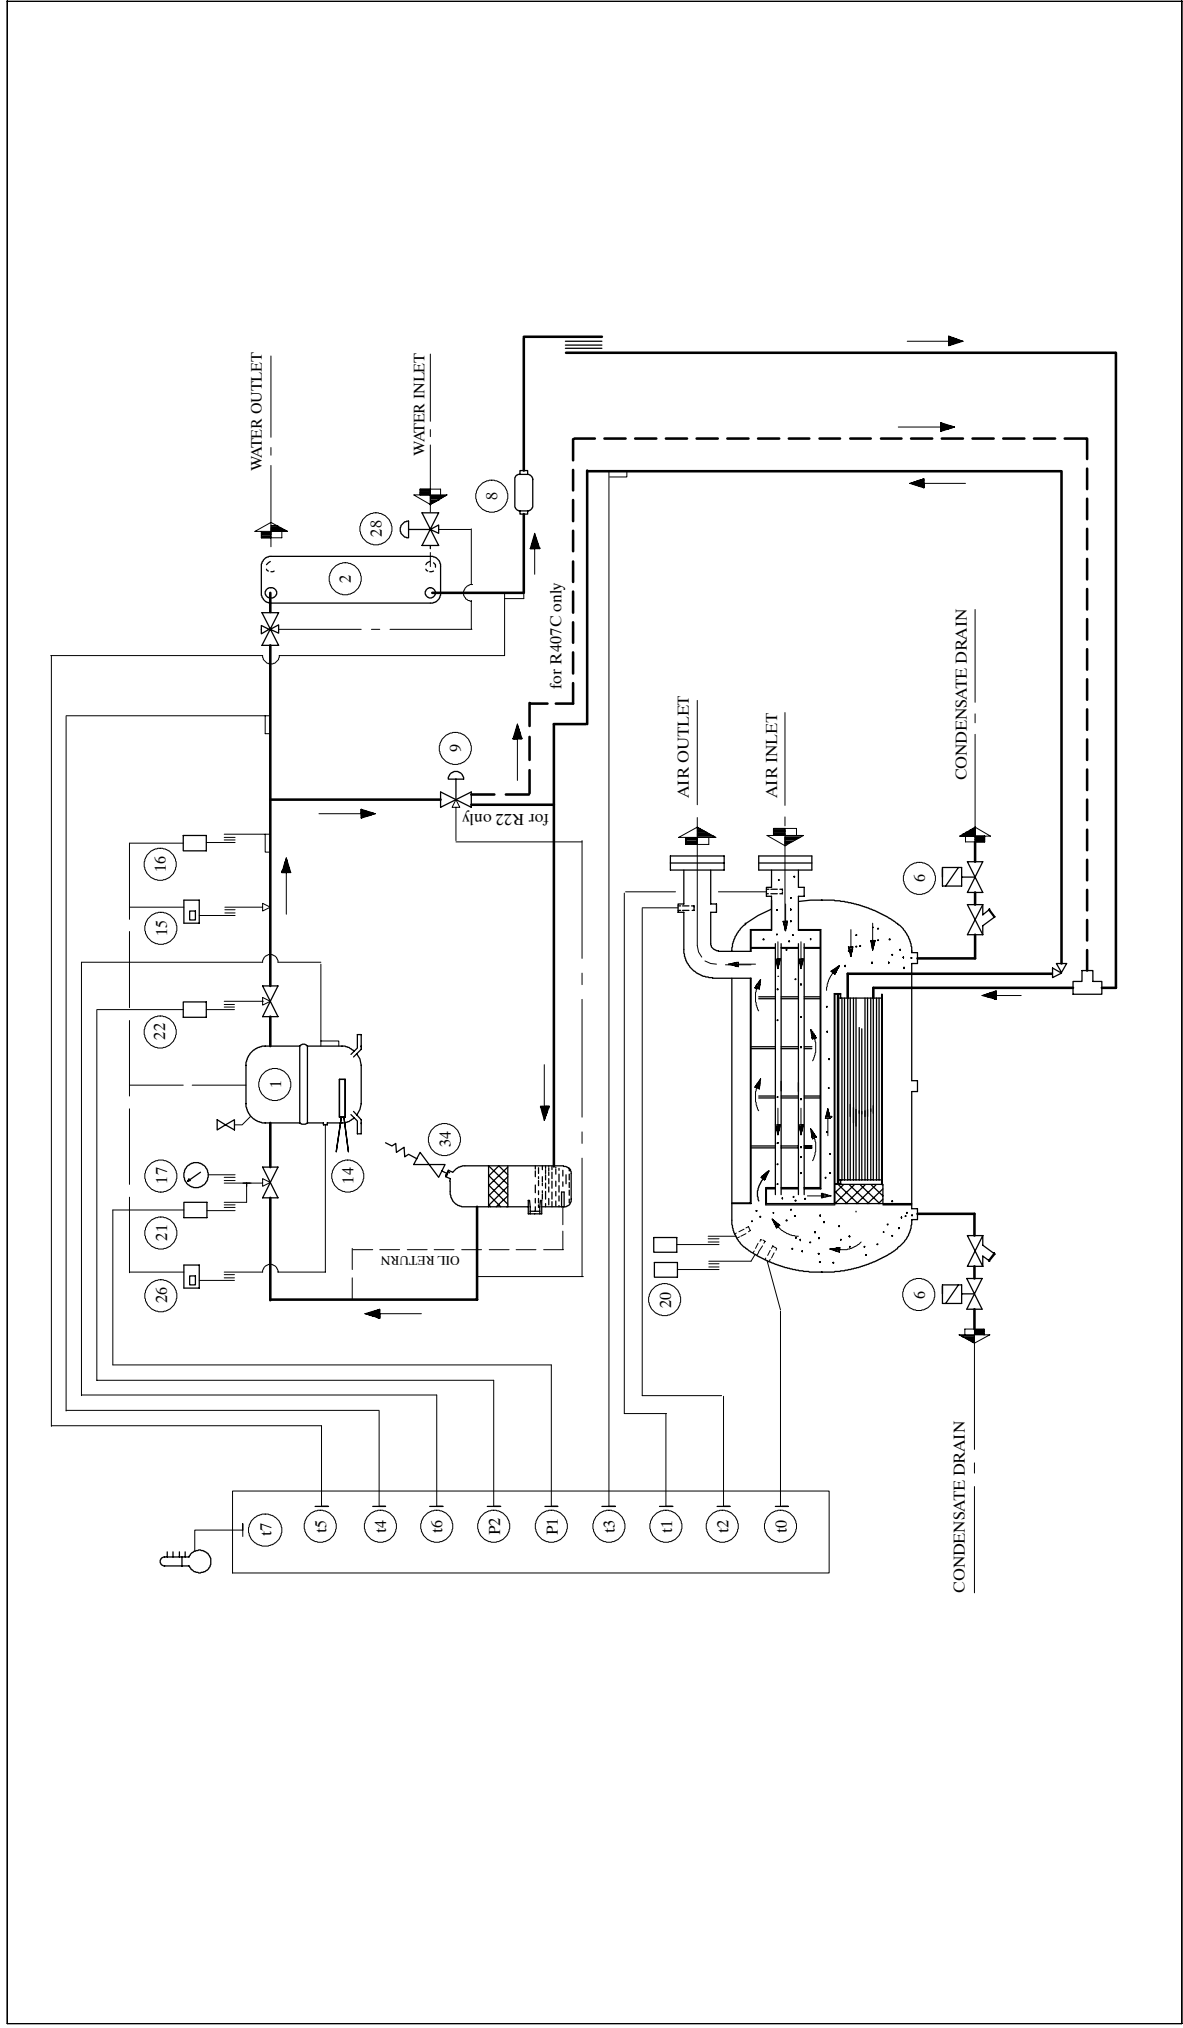 26
21
17
22
15
16
t7
1
WATER OUTLET
t5
14
2
t4
28
WATER INLET
t6
OIL RETURN
34
9
P2
8
for R22 only
P1
for R407C only
t3
t1
20
AIR OUTLET
t2
AIR INLET
t0
6
6
CONDENSATE DRAIN
CONDENSATE DRAIN